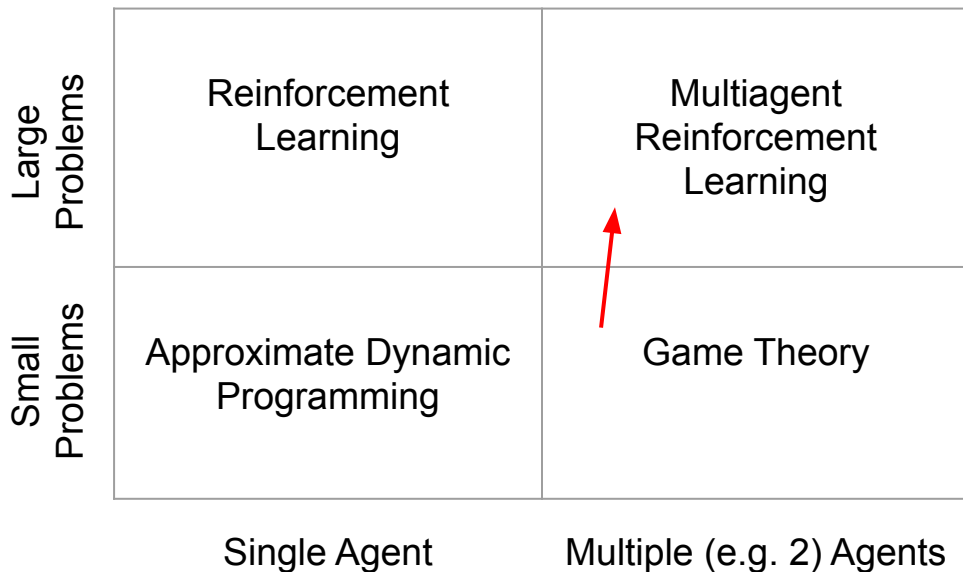 Large
Problems
Reinforcement
Learning
Multiagent
Reinforcement
Learning
Small
Problems
Approximate Dynamic
Programming
Game Theory
Single Agent
Multiple (e.g. 2) Agents